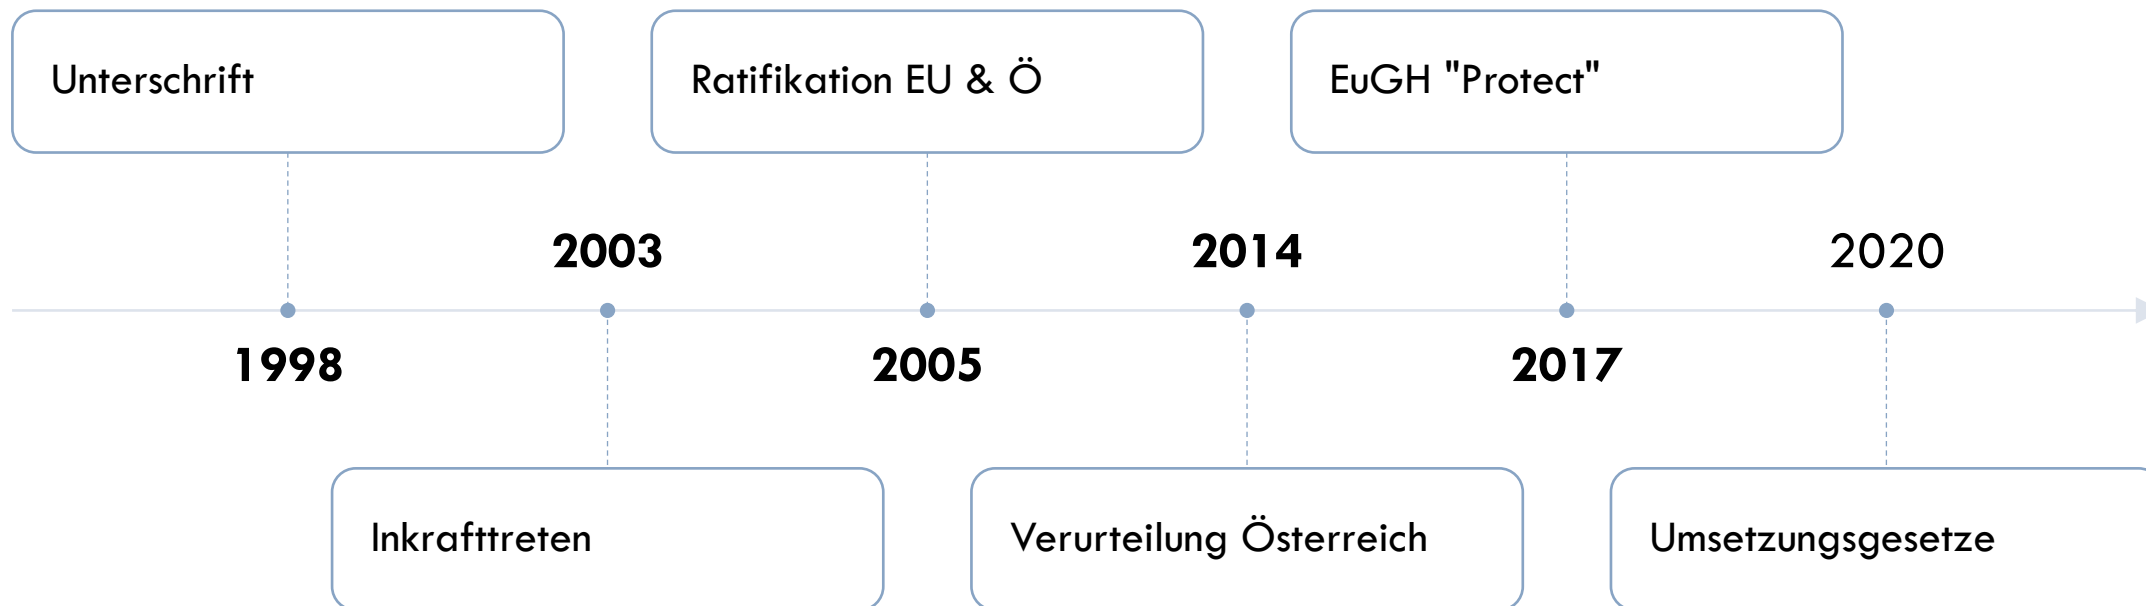 Unterschrift
Ratifikation EU & Ö
EuGH "Protect"
2003
2014
2020
1998
2005
2017
Inkrafttreten
Verurteilung Österreich
Umsetzungsgesetze